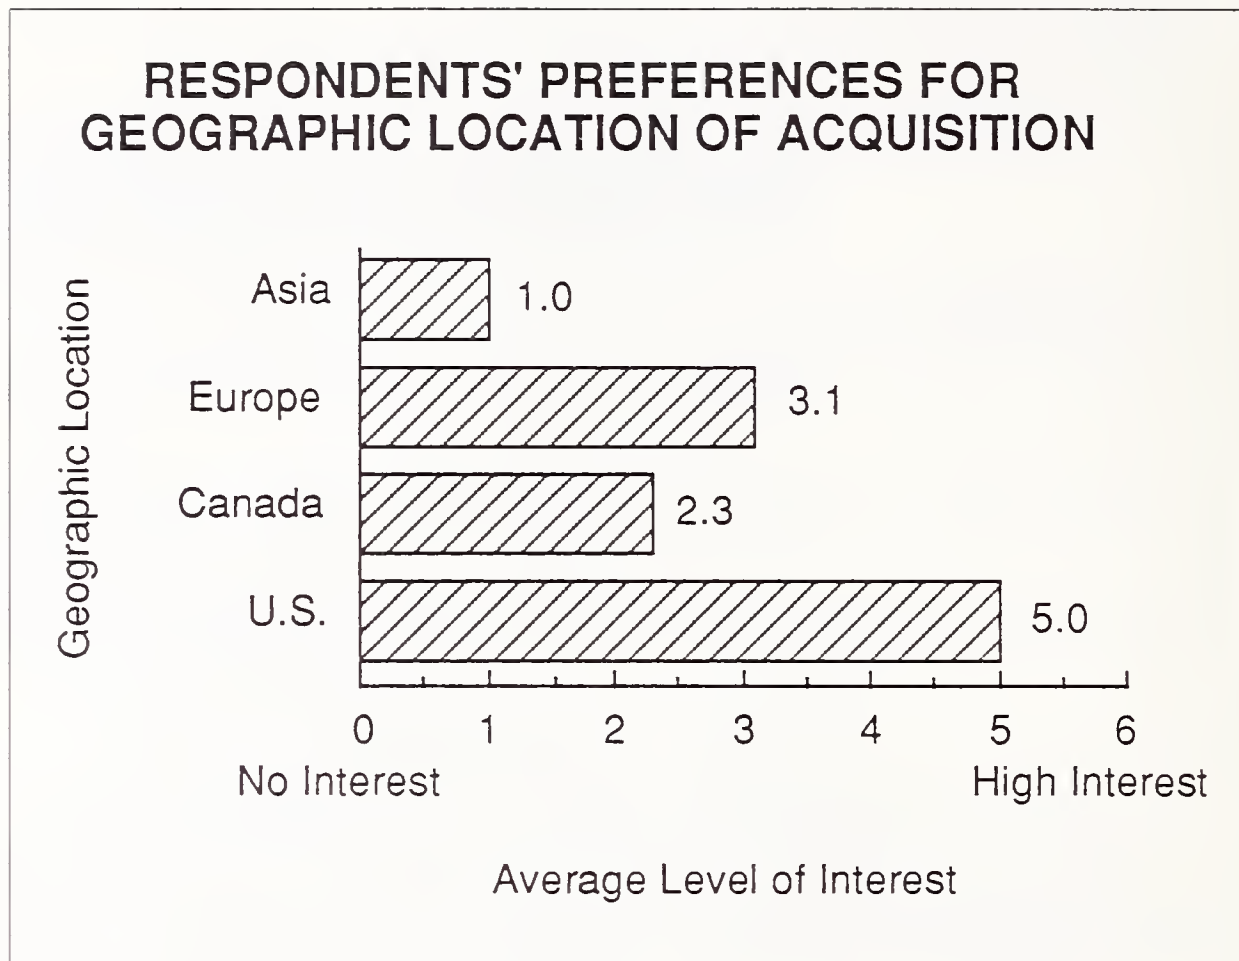 RESPONDENTS' PREFERENCES FOR
GEOGRAPHIC LOCATION OF ACQUISITION
Geographic Location
Asia 1.0
Europe 3.1
Canada 2.3
U.S. 5.0
0 1 2 3 4 5 6
No Interest High Interest
Average Level of Interest